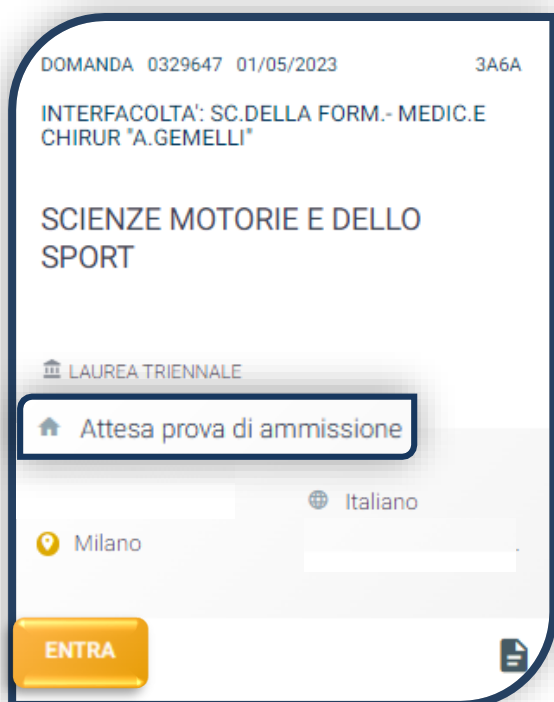 DOMANDA 0329647 01/05/2023 3A6A
INTERFACOLTA': SC.DELLA FORM.- MEDIC.E
CHIRUR "A.GEMELLI"
SCIENZE MOTORIE E DELLO
SPORT
LAUREA TRIENNALE
Attesa prova di ammissione
Italiano
Milano
.
ENTRA